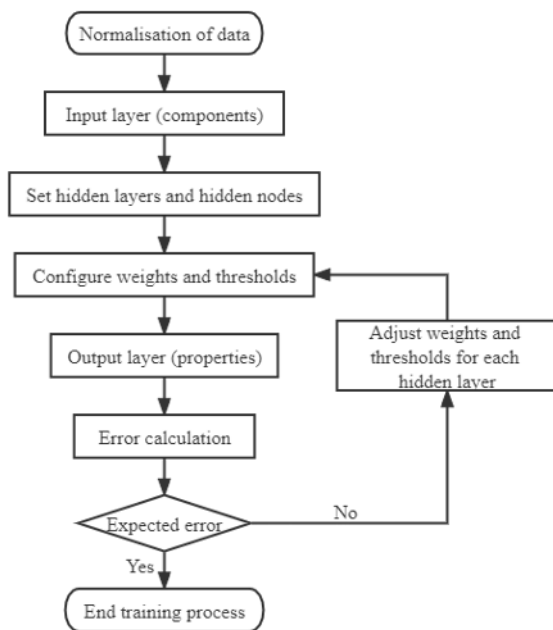 Normalisation of data
Input layer (components)
Set hidden layers and hidden nodes
Configure weights and thresholds
Output layer (properties)
Adjust weights and
thresholds for each
hidden layer
Error calculation
Expected error
No
Yes
End training process